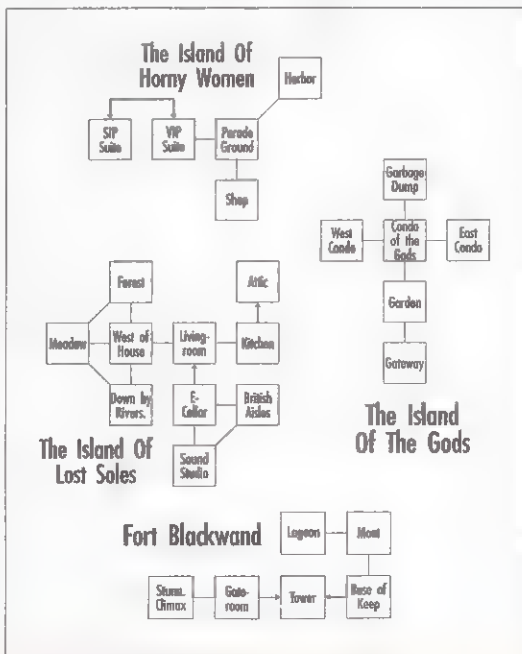 The Island Of
Horny Women
Harbor
SIP
Suite
VIP
Suite
Parade
Ground
Shop
Garbage
Dump
West
Condo
Condo
of the
Gods
East
Condo
Garden
Gateway
The Island
Of The Gods
Forest
Attic
Meadow
West of
House
Living-
room
Kitchen
Down by
Rivers.
E-
Cellar
British
Aisles
Sound
Studio
The Island Of
Lost Soles
Fort Blackwand
Lagoon
Moat
Climax
Gate-
room
Tower
Base of
Keep